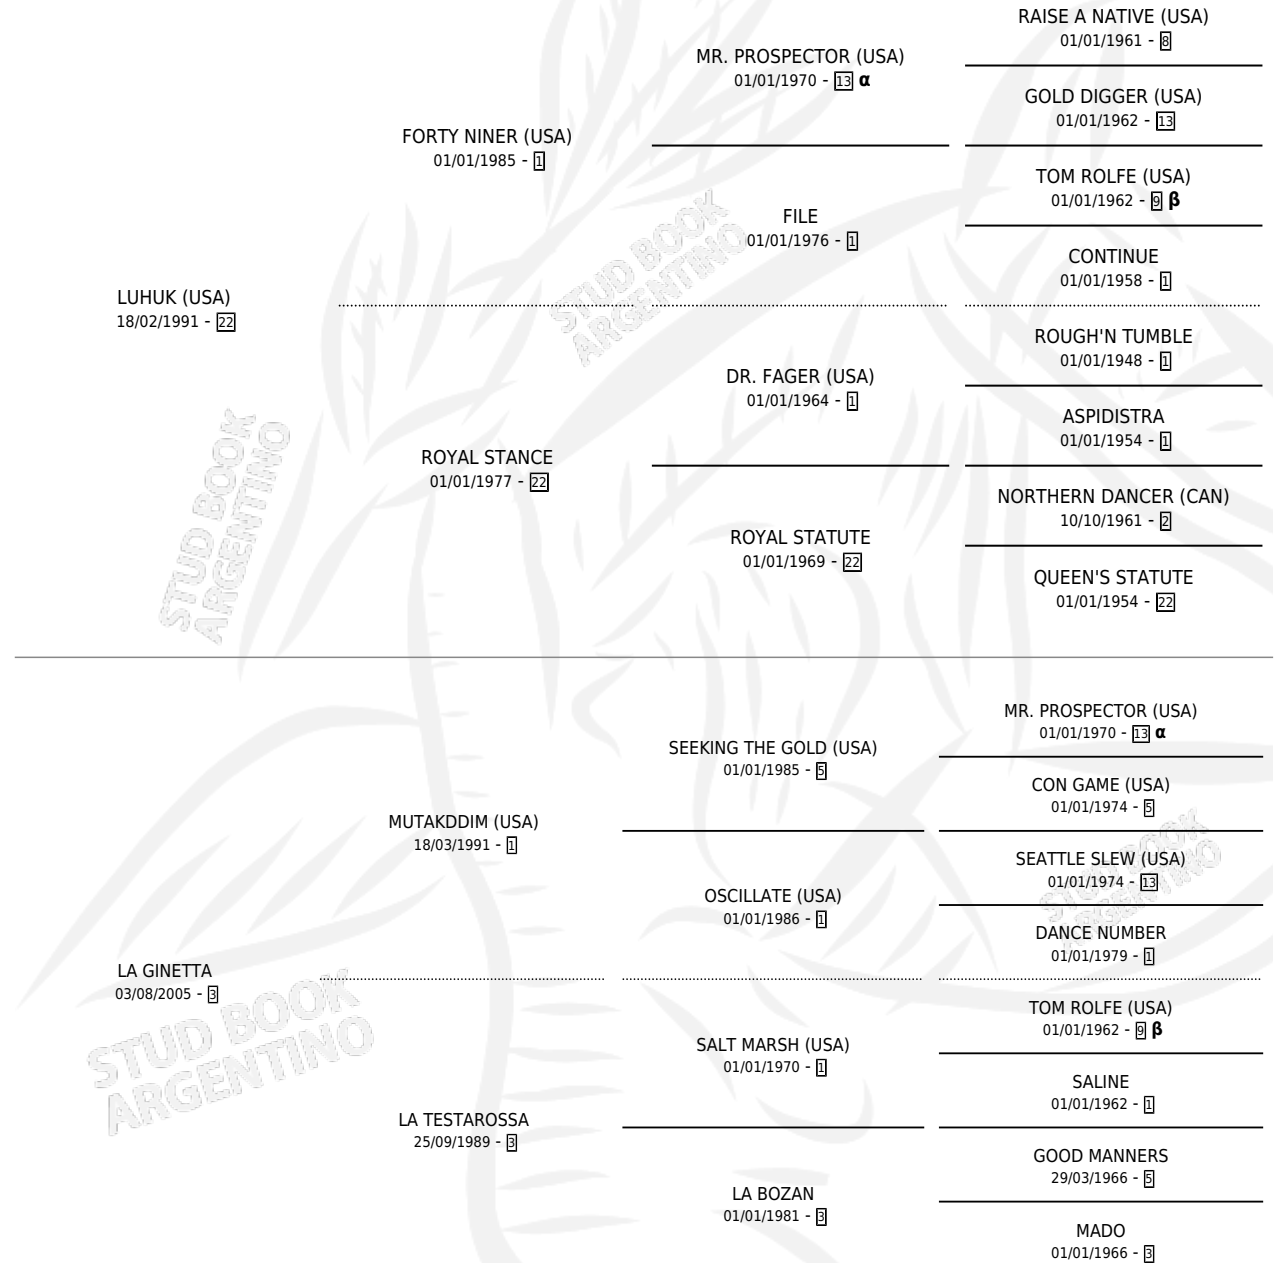 RAISE A NATIVE (USA)
01/01/1961 - 8
MR. PROSPECTOR (USA)
01/01/1970 - 13 α
GOLD DIGGER (USA)
01/01/1962 - 13
FORTY NINER (USA)
01/01/1985 - 1
TOM ROLFE (USA)
01/01/1962 - 9 β
FILE
01/01/1976 - 1
CONTINUE
01/01/1958 - 1
LUHUK (USA)
18/02/1991 - 22
ROUGH'N TUMBLE
01/01/1948 - 1
DR. FAGER (USA)
01/01/1964 - 1
ASPIDISTRA
01/01/1954 - 1
ROYAL STANCE
01/01/1977 - 22
NORTHERN DANCER (CAN)
10/10/1961 - 2
ROYAL STATUTE
01/01/1969 - 22
QUEEN'S STATUTE
01/01/1954 - 22
STUD BOOK
ARGENTINO
STUD BOOK
ARGENTINO
MR. PROSPECTOR (USA)
01/01/1970 - 13 α
SEEKING THE GOLD (USA)
01/01/1985 - 5
CON GAME (USA)
01/01/1974 - 5
MUTAKDDIM (USA)
18/03/1991 - 1
SEATTLE SLEW (USA)
01/01/1974 - 13
OSCILLATE (USA)
01/01/1986 - 1
DANCE NUMBER
01/01/1979 - 1
LA GINETTA
03/08/2005 - 3
TOM ROLFE (USA)
01/01/1962 - 9 β
SALT MARSH (USA)
01/01/1970 - 1
SALINE
01/01/1962 - 1
LA TESTAROSSA
25/09/1989 - 3
GOOD MANNERS
29/03/1966 - 5
LA BOZAN
01/01/1981 - 3
MADO
01/01/1966 - 3
STUD BOOK
ARGENTINO
STUD BOOK
ARGENTINO